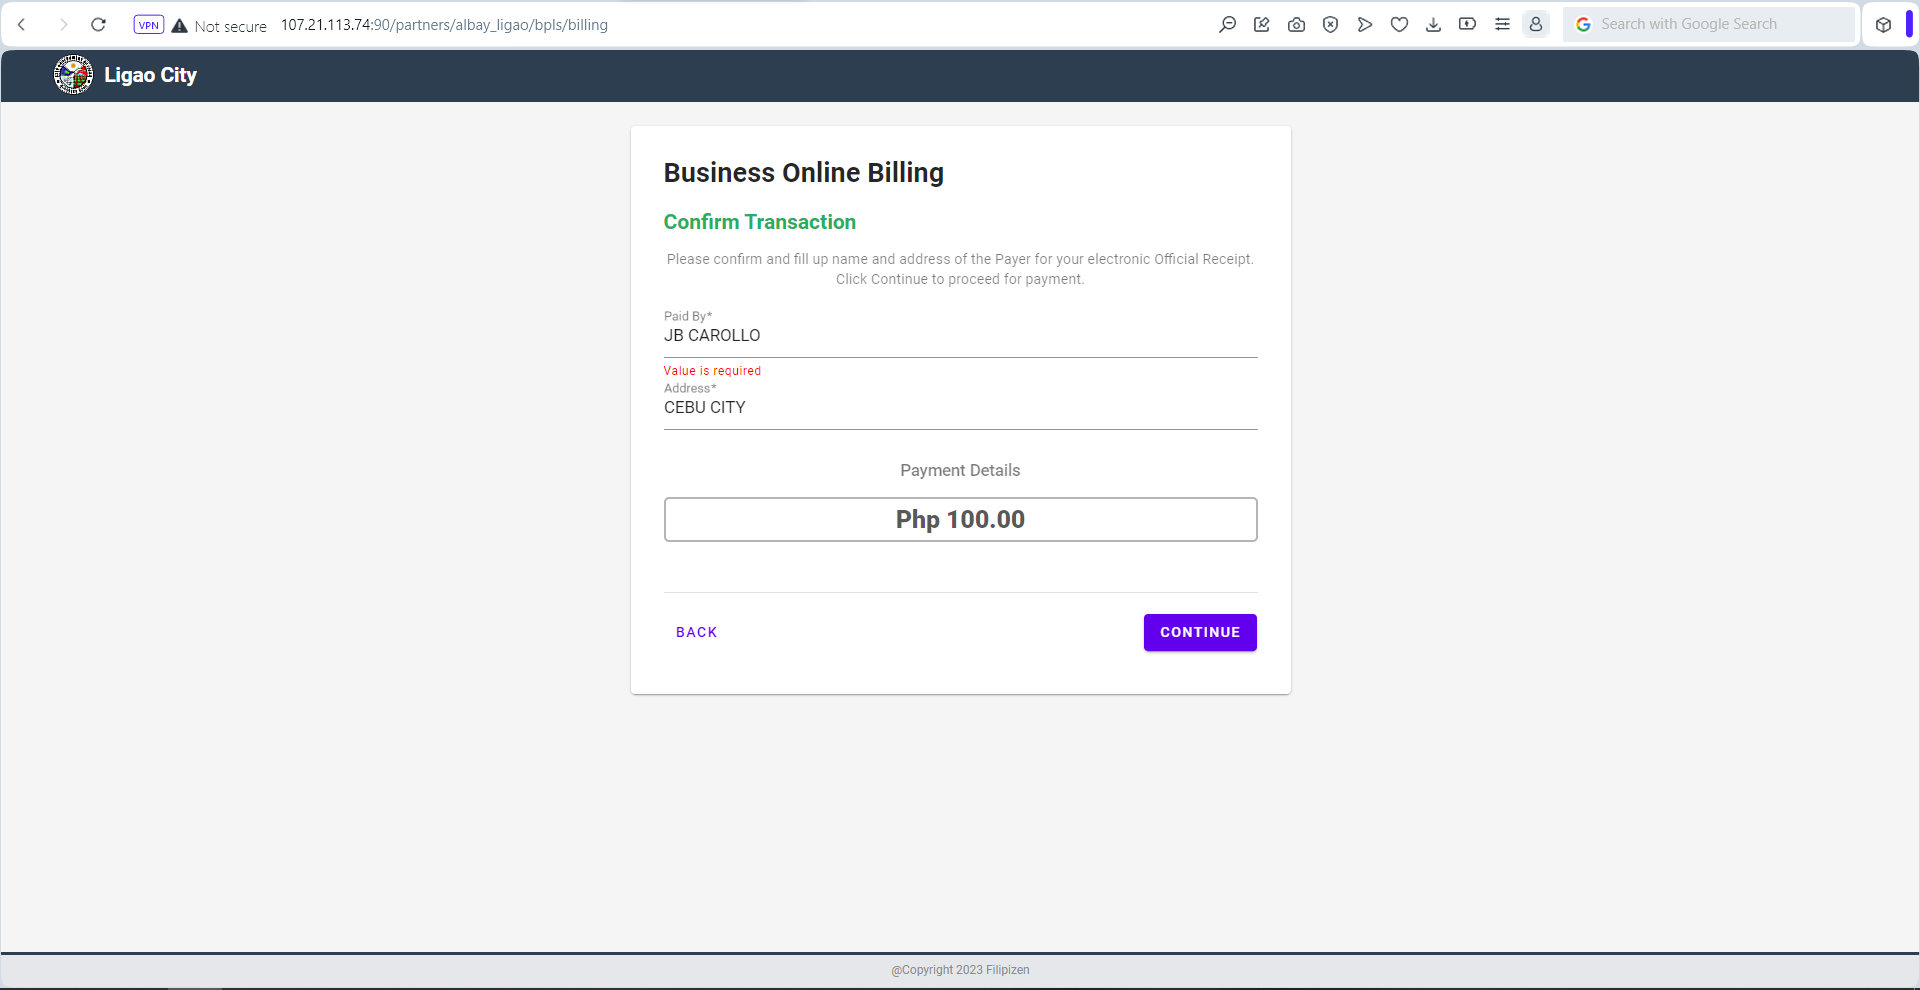 VPN Not secure 107.21.113.74:90/partners/albay_ligao/bpls/billing Search with Google Search
Ligao City
Business Online Billing
Confirm Transaction
Please confirm and fill up name and address of the Payer for your electronic Official Receipt.
Click Continue to proceed for payment.
Paid By*
JB CAROLLO
Value is required
Address*
CEBU CITY
Payment Details
Php 100.00
BACK CONTINUE
@Copyright 2023 Filipizen